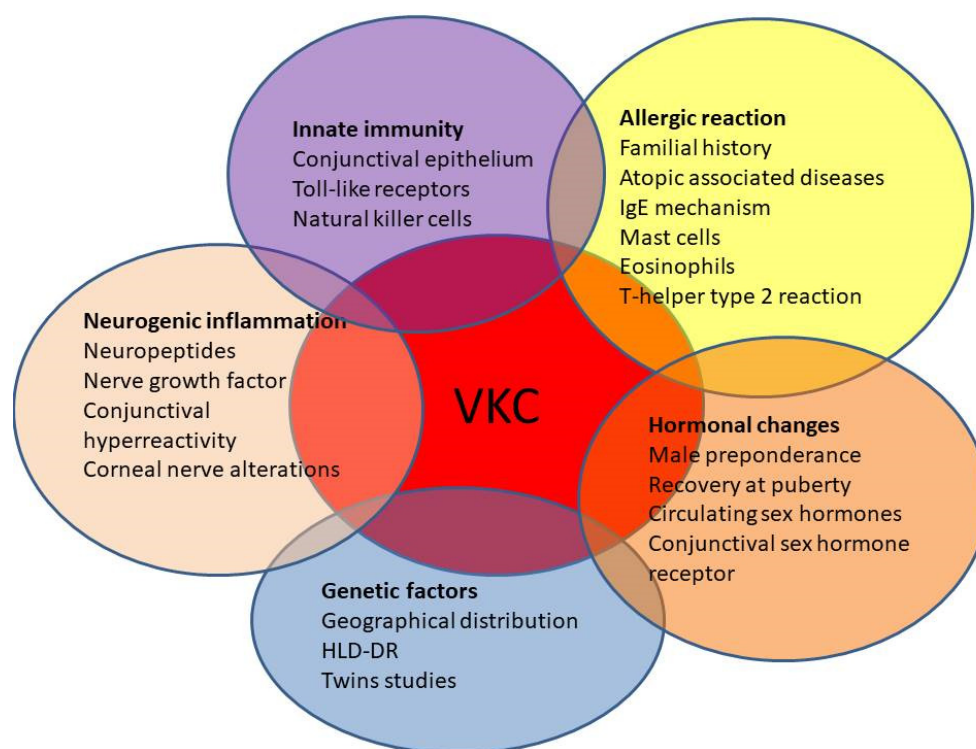 Innate immunity
Conjunctival epithelium
Toll-like receptors
Natural killer cells
Allergic reaction
Familial history
Atopic associated diseases
IgE mechanism
Mast cells
Eosinophils
T-helper type 2 reaction
Neurogenic inflammation
Neuropeptides
Nerve growth factor
Conjunctival
hyperreactivity
Corneal nerve alterations
VKC
Hormonal changes
Male preponderance
Recovery at puberty
Circulating sex hormones
Conjunctival sex hormone
receptor
Genetic factors
Geographical distribution
HLD-DR
Twins studies